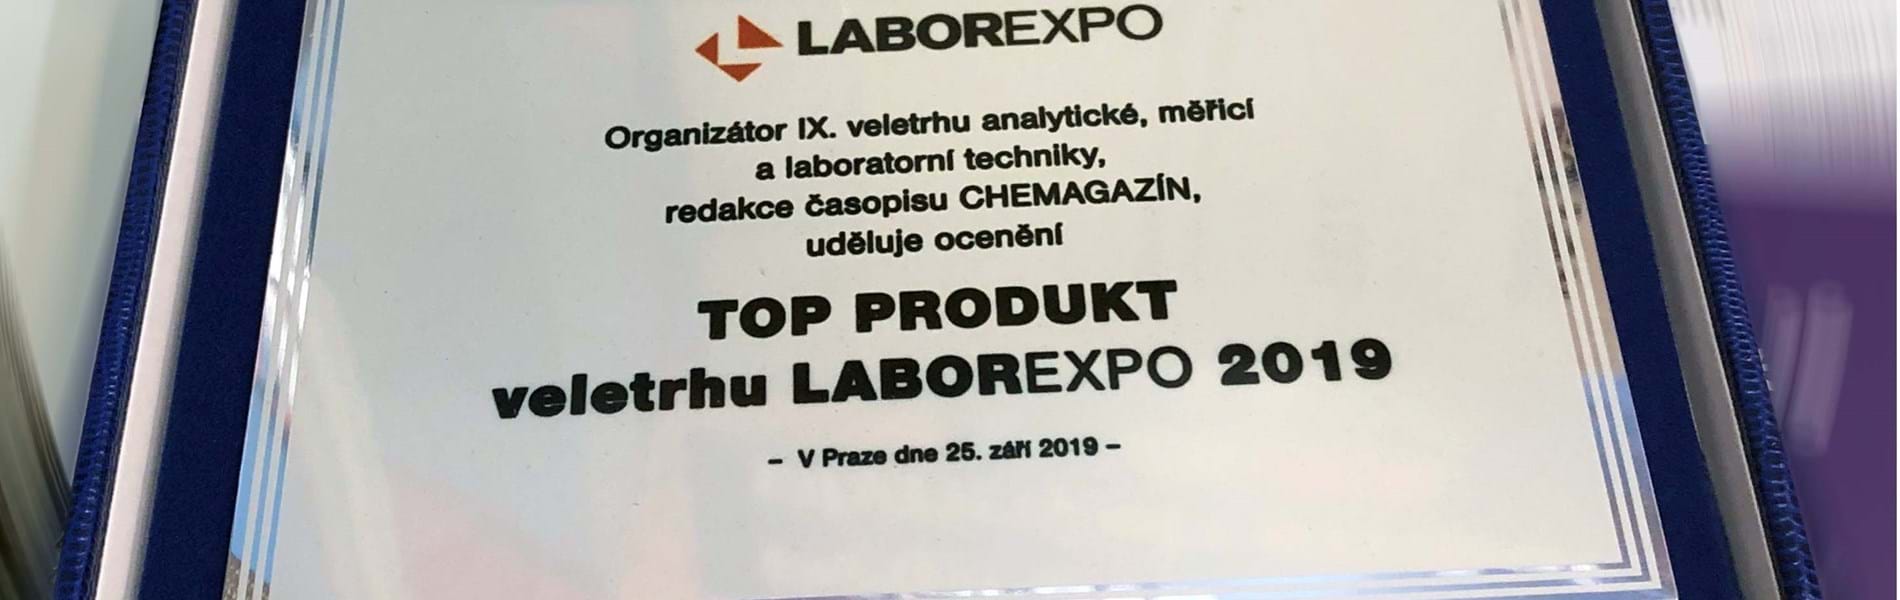 LABOREXPO
Organizátor IX. veletrhu analytické, měřicí
a laboratorní techniky,
redakce časopisu CHEMAGAZÍN,
uděluje ocenění
TOP PRODUKT
veletrhu LABOREXPO 2019
– V Praze dne 25. září 2019 –